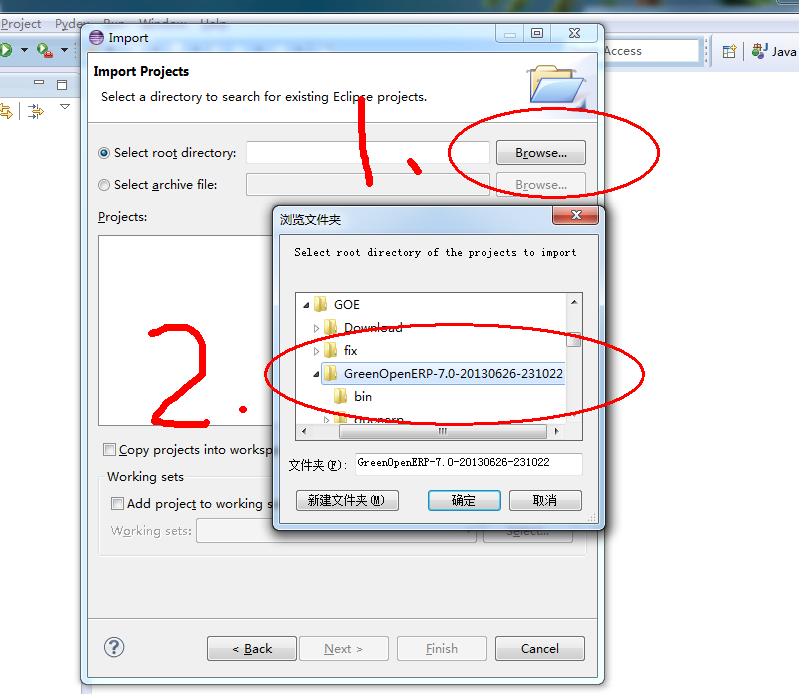 Project Pydev Run Window Help
Import
Access
Java
Import Projects
Select a directory to search for existing Eclipse projects.
1.
Select root directory:
Browse...
Select archive file:
Browse...
Projects:
浏览文件夹
Select root directory of the projects to import
GOE
Download
fix
GreenOpenERP-7.0-20130626-231022
bin
openerp
2.
文件夹(F):
GreenOpenERP-7.0-20130626-231022
新建文件夹(M)
确定
取消
Copy projects into worksp
Working sets
Add project to working s
Working sets:
Select...
?
< Back
Next >
Finish
Cancel